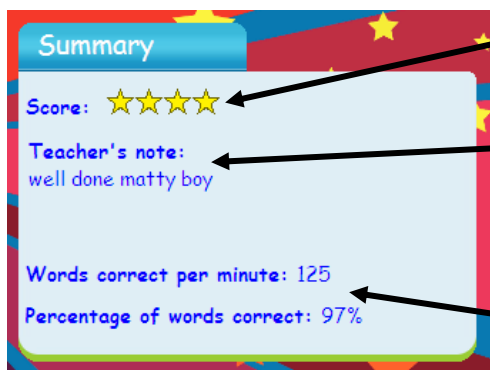 Summary
Score:
Teacher's note:
well done matty boy
Words correct per minute: 125
Percentage of words correct: 97%